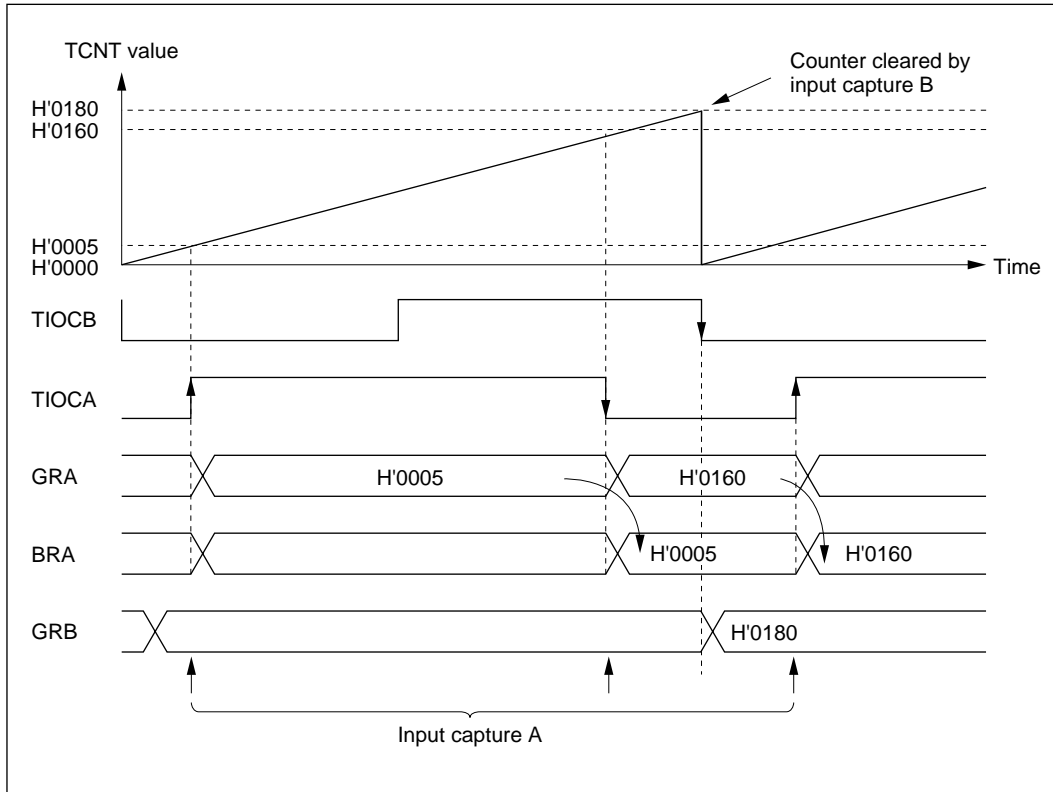 TCNT value
Counter cleared by
input capture B
H'0180
H'0160
H'0005
H'0000
Time
TIOCB
TIOCA
GRA
H'0005
H'0160
BRA
H'0005
H'0160
GRB
H'0180
Input capture A